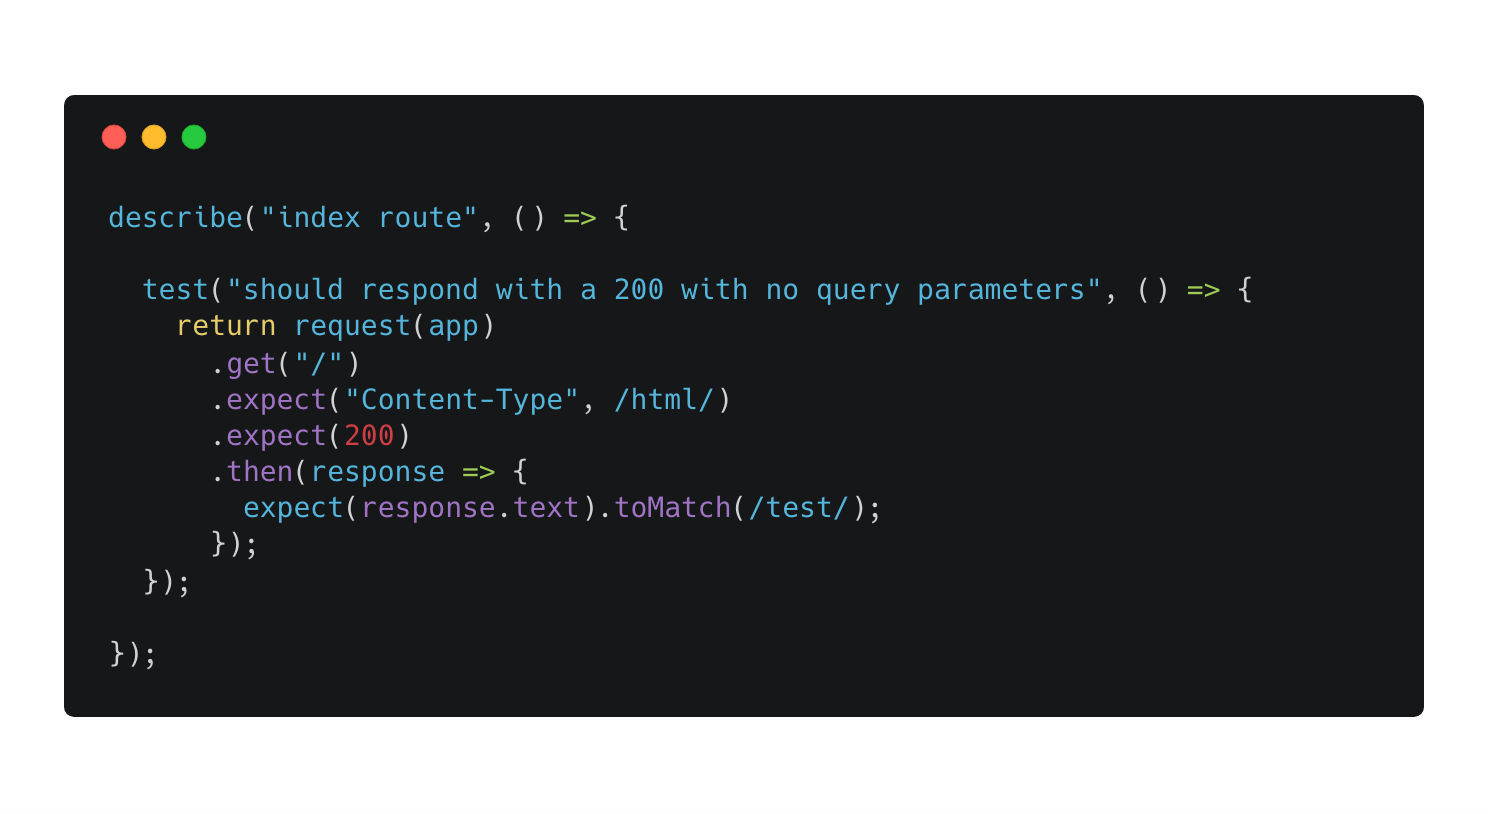 describe("index route", () => {
test("should respond with a 200 with no query parameters", () => {
return request(app)
.get("/")
.expect("Content-Type", /html/)
.expect(200)
.then(response => {
expect(response.text).toMatch(/test/);
});
});
});